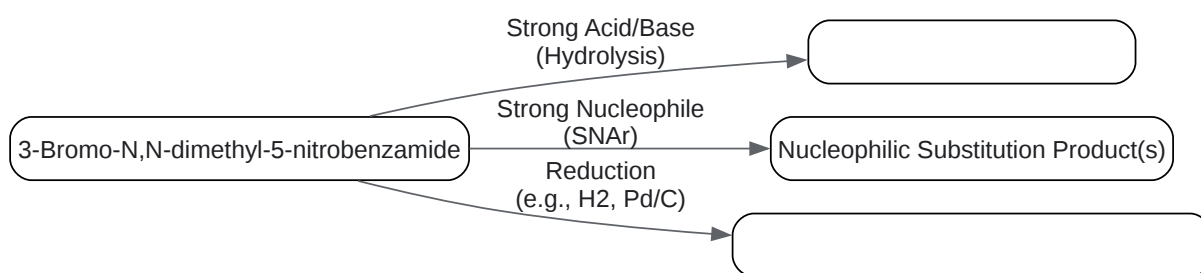 Strong Acid/Base
(Hydrolysis)
3-Bromo-N,N-dimethyl-5-nitrobenzamide
Strong Nucleophile
(SNAr)
Nucleophilic Substitution Product(s)
Reduction
(e.g., H2, Pd/C)